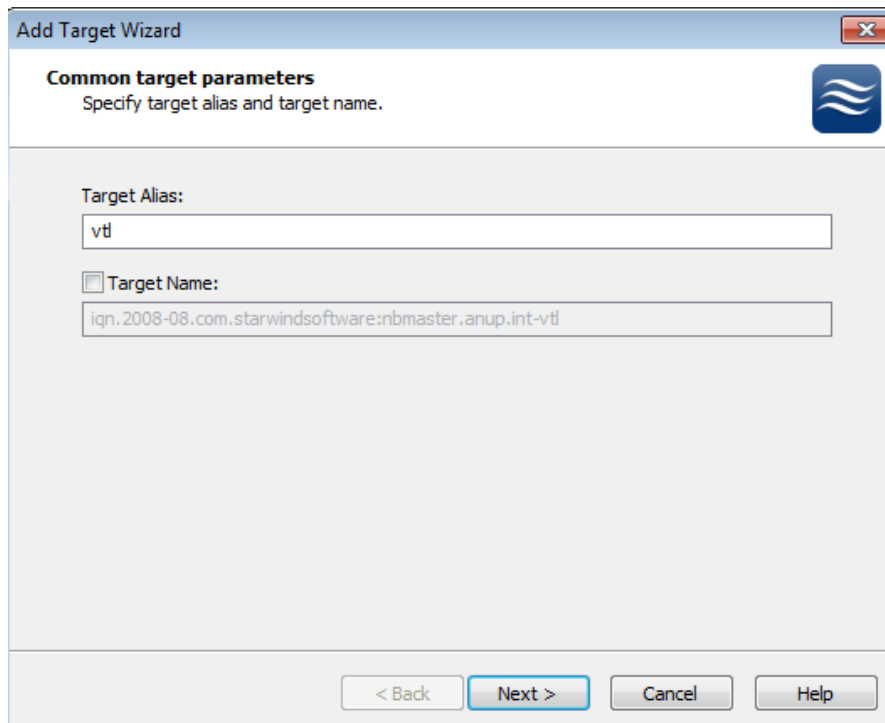 Add Target Wizard
Common target parameters
Specify target alias and target name.
Target Alias:
vtl
Target Name:
iqn.2008-08.com.starwindsoftware:nbmaster.anup.int-vtl
< Back Next > Cancel Help